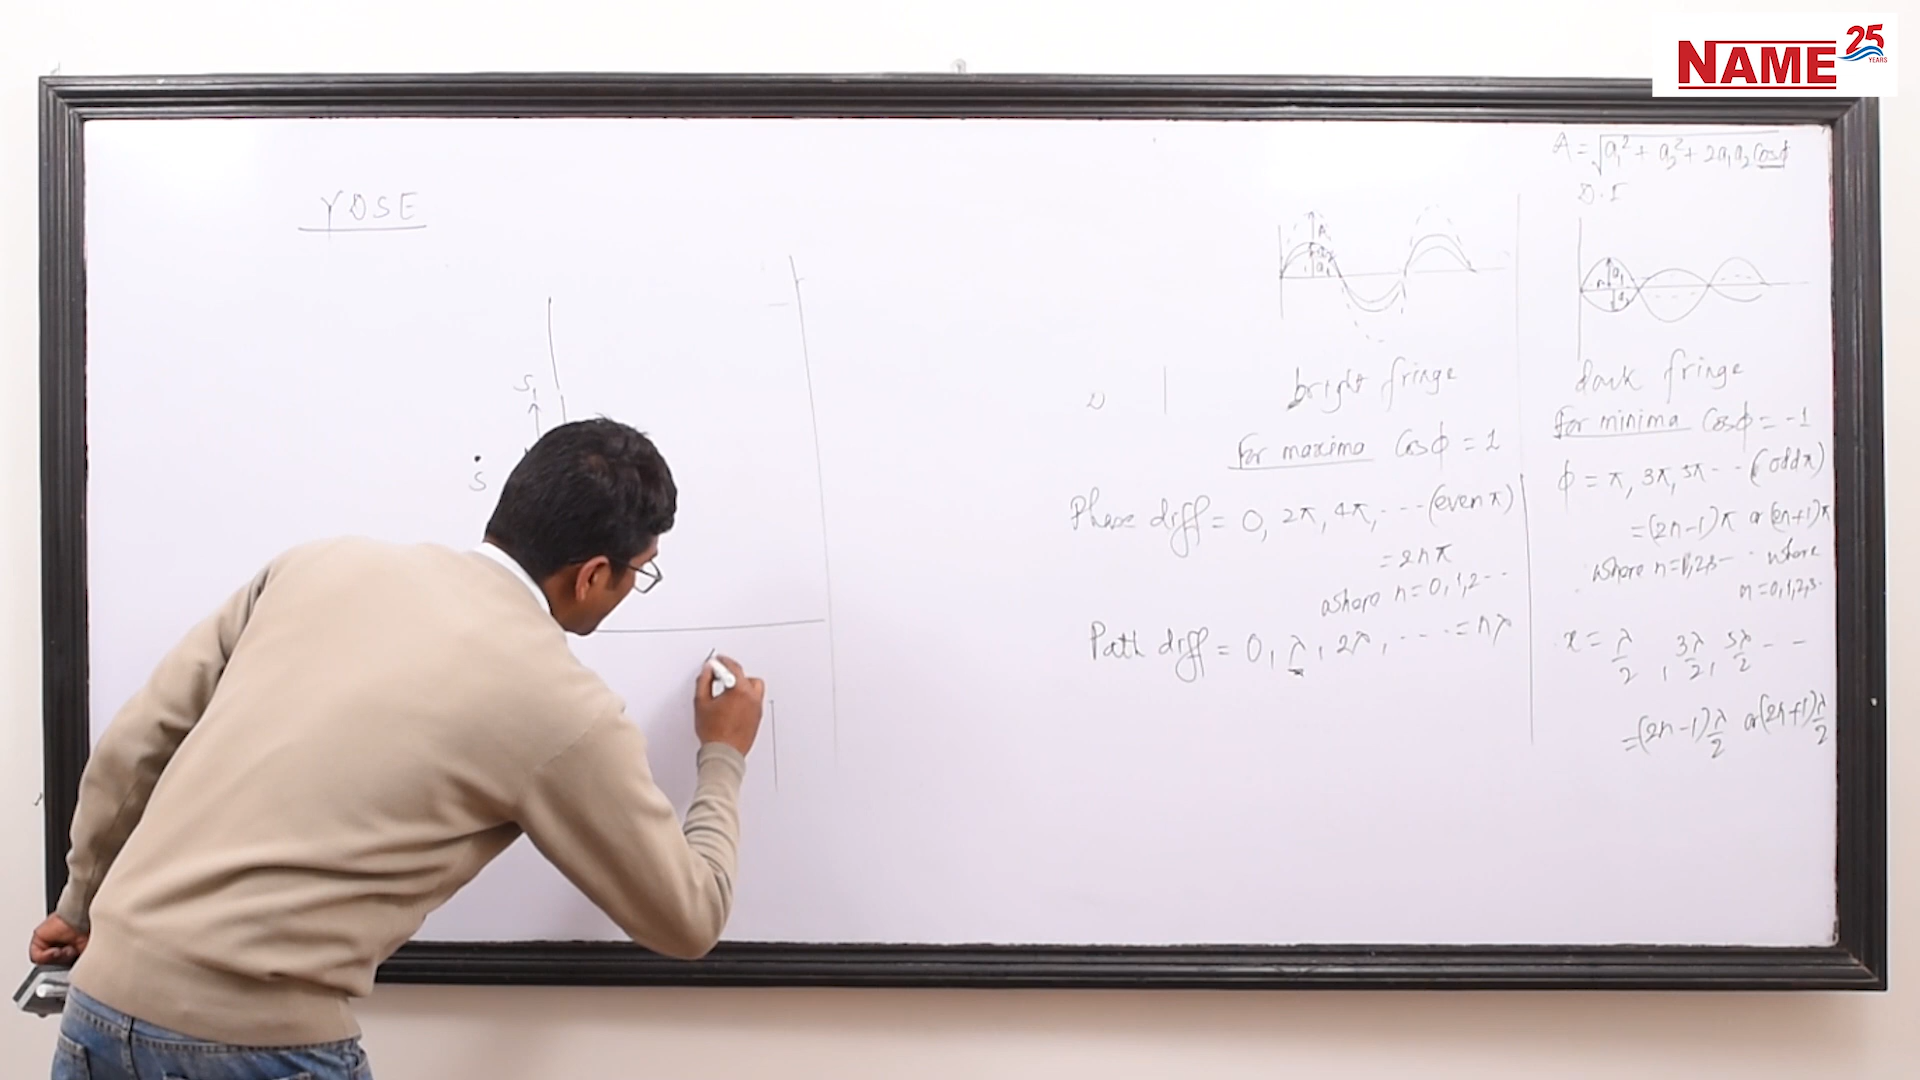 NAME 25 YEARS
YDSE
S₁
S
A = √a₁² + a₂² + 2a₁a₂ cosϕ
D.I
A
a₁
a₁
a₂
bright fringe
For maxima Cosϕ = 1
Phase diff = 0, 2π, 4π, --- (even π)
= 2nπ
where n = 0, 1, 2 --
Path diff = 0, λ, 2λ, ---- = nλ
dark fringe
For minima Cosϕ = -1
ϕ = π, 3π, 5π -- (odd π)
= (2n-1)π or (2n+1)π
where n = 1, 2, 3 -- where
n = 0, 1, 2, 3.
x = λ/2, 3λ/2, 5λ/2 --
= (2n-1)λ/2 or (2n+1)λ/2